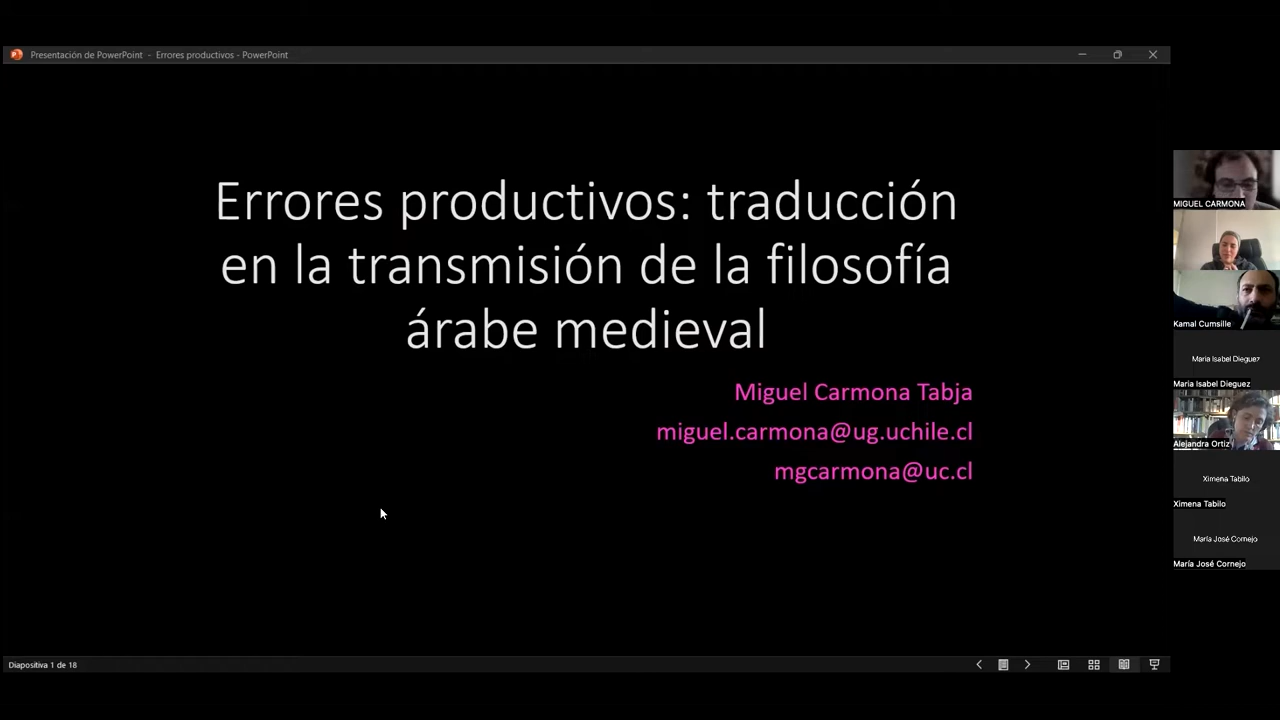 Presentación de PowerPoint - Errores productivos - PowerPoint
Errores productivos: traducción
en la transmisión de la filosofía
árabe medieval
Miguel Carmona Tabja
miguel.carmona@ug.uchile.cl
mgcarmona@uc.cl
Diapositiva 1 de 18
MIGUEL CARMONA
Kamal Cumsille
Maria Isabel Dieguez
Maria Isabel Dieguez
Alejandra Ortiz
Ximena Tabilo
Ximena Tabilo
María José Cornejo
María José Cornejo